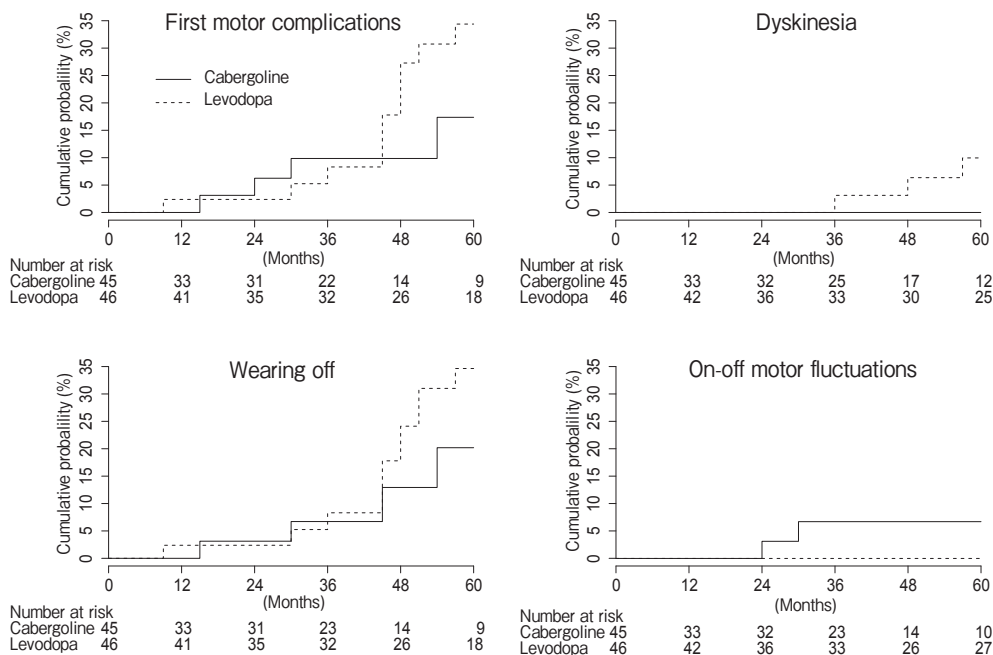 First motor complications
Cumulative probalility (%)
0 5 10 15 20 25 30 35
Cabergoline
Levodopa
0 12 24 36 48 60
(Months)
Number at risk
Cabergoline 45 33 31 22 14 9
Levodopa 46 41 35 32 26 18
Dyskinesia
Cumulative probalility (%)
0 5 10 15 20 25 30 35
0 12 24 36 48 60
(Months)
Number at risk
Cabergoline 45 33 32 25 17 12
Levodopa 46 42 36 33 30 25
Wearing off
Cumulative probalility (%)
0 5 10 15 20 25 30 35
0 12 24 36 48 60
(Months)
Number at risk
Cabergoline 45 33 31 23 14 9
Levodopa 46 41 35 32 26 18
On-off motor fluctuations
Cumulative probalility (%)
0 5 10 15 20 25 30 35
0 12 24 36 48 60
(Months)
Number at risk
Cabergoline 45 33 32 23 14 10
Levodopa 46 42 36 33 26 27